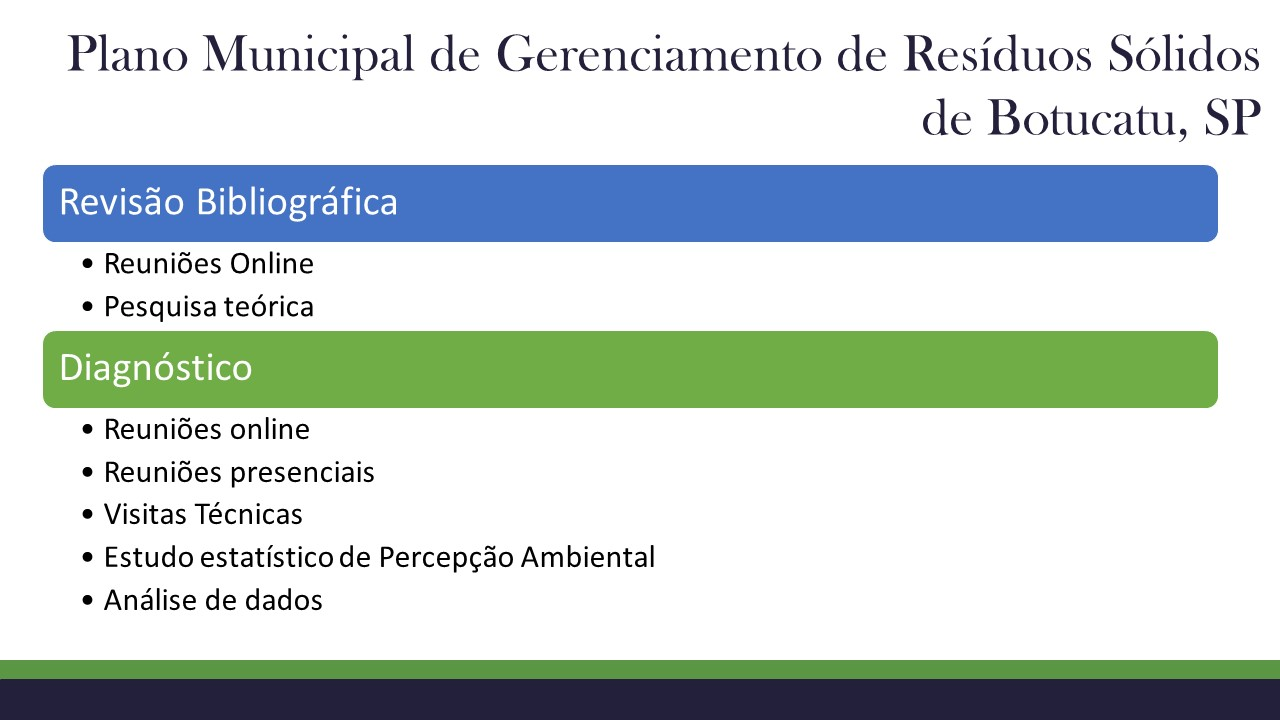 Plano Municipal de Gerenciamento de Resíduos Sólidos
de Botucatu, SP
Revisão Bibliográfica
• Reuniões Online
• Pesquisa teórica
Diagnóstico
• Reuniões online
• Reuniões presenciais
• Visitas Técnicas
• Estudo estatístico de Percepção Ambiental
• Análise de dados